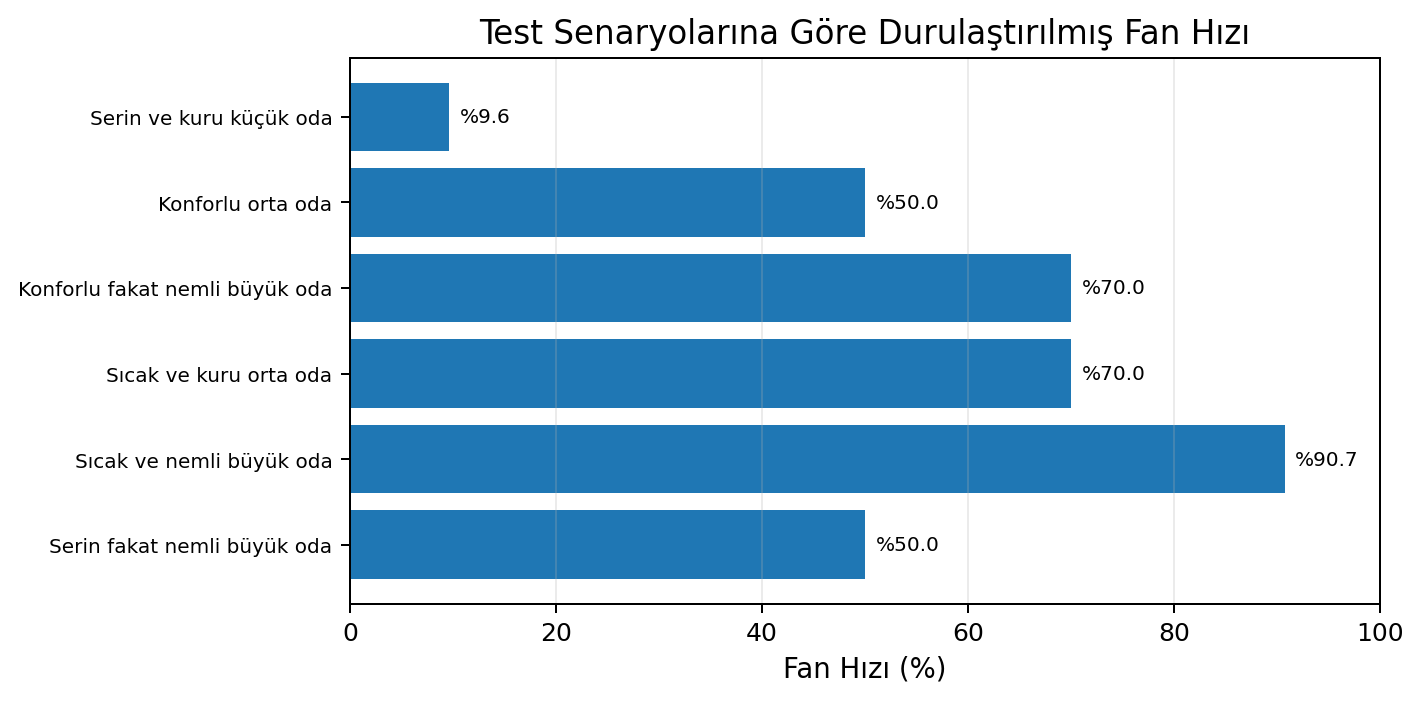 Test Senaryolarına Göre Durulaştırılmış Fan Hızı
Serin ve kuru küçük oda %9.6
Konforlu orta oda %50.0
Konforlu fakat nemli büyük oda %70.0
Sıcak ve kuru orta oda %70.0
Sıcak ve nemli büyük oda %90.7
Serin fakat nemli büyük oda %50.0
0 20 40 60 80 100
Fan Hızı (%)